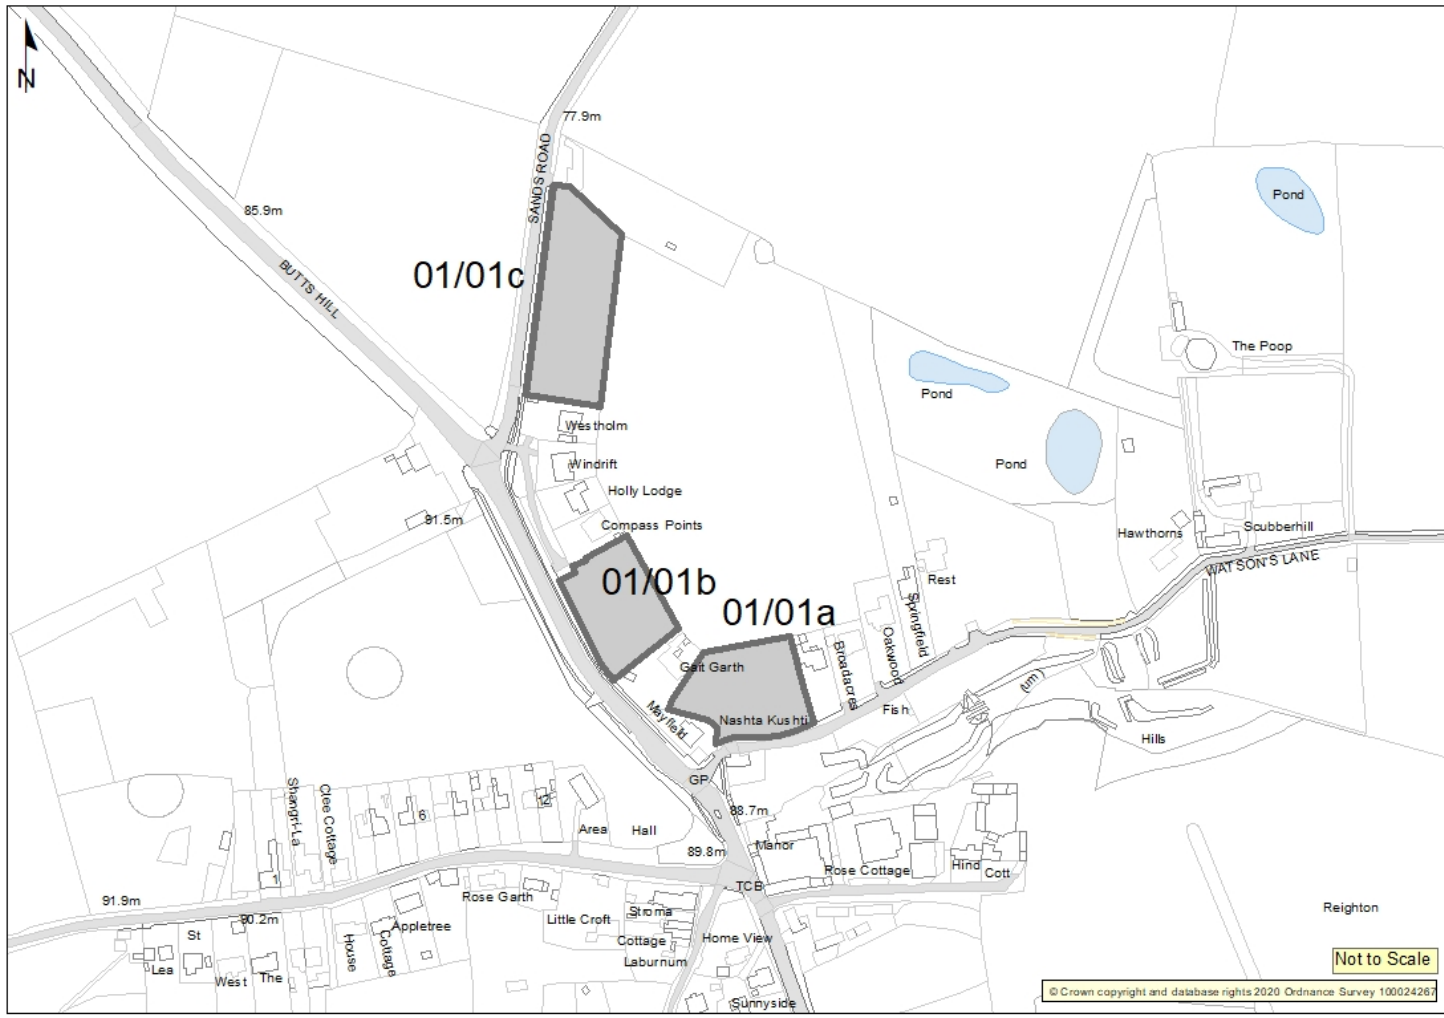 N
77.9m
SANDS ROAD
Pond
85.9m
BUTTS HILL
01/01c
The Poop
Pond
Westholm
Windrift
Pond
Holly Lodge
91.5m
Compass Points
Hawthorns
Scubberhill
WATSON'S LANE
01/01b
Rest
01/01a
Springfield
Oakwood
Broadacres
Gait Garth
(um)
Mayfield
Nashta Kushti
Fish
Hills
GP
Shangri-La
Clee Cottage
12
6
88.7m
Area
Hall
Manor
89.8m
Rose Cottage
Hind
Cott
1
TCB
91.9m
Rose Garth
90.2m
Appletree
Little Croft
Stroma
Reighton
St
House
Cottage
Cottage
Home View
Laburnum
Lea
West
The
Sunnyside
Not to Scale
© Crown copyright and database rights 2020 Ordnance Survey 100024267